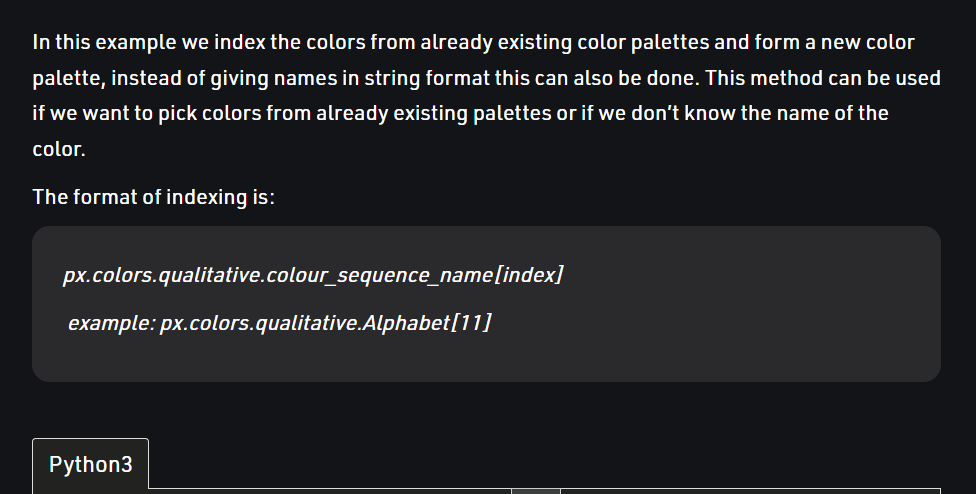 In this example we index the colors from already existing color palettes and form a new color
palette, instead of giving names in string format this can also be done. This method can be used
if we want to pick colors from already existing palettes or if we don’t know the name of the
color.
The format of indexing is:
px.colors.qualitative.colour_sequence_name[index]
example: px.colors.qualitative.Alphabet[11]
Python3